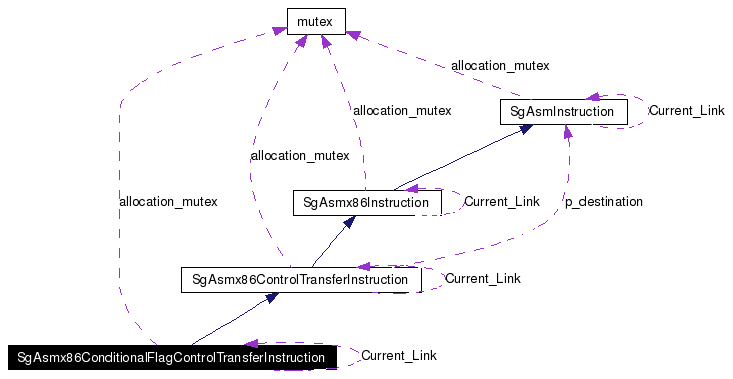 mutex
allocation_mutex
SgAsmInstruction
Current_Link
allocation_mutex
allocation_mutex
allocation_mutex
SgAsmx86Instruction
Current_Link
p_destination
SgAsmx86ControlTransferInstruction
Current_Link
SgAsmx86ConditionalFlagControlTransferInstruction
Current_Link